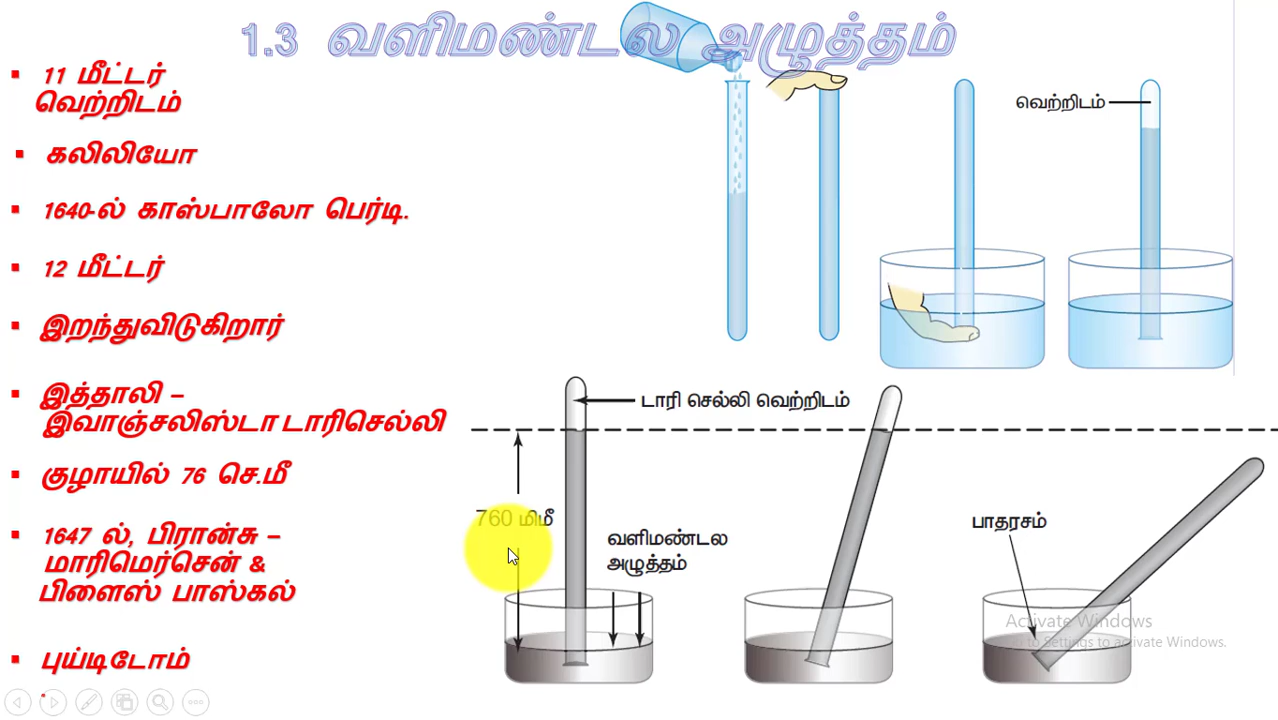 1.3 வளிமண்டல அழுத்தம்
11 மீட்டர்
வெற்றிடம்
கலிலியோ
1640-ல் காஸ்பாலோ பெர்டி.
12 மீட்டர்
இறந்துவிடுகிறார்
இத்தாலி –
இவாஞ்சலிஸ்டா டாரிசெல்லி
குழாயில் 76 செ.மீ
1647 ல், பிரான்சு –
மாரிமெர்சென் &
பிளைஸ் பாஸ்கல்
புய்டிடோம்
வெற்றிடம்
டாரி செல்லி வெற்றிடம்
760 மிமீ
வளிமண்டல
அழுத்தம்
பாதரசம்
Activate Windows
to Settings to activate Windows.